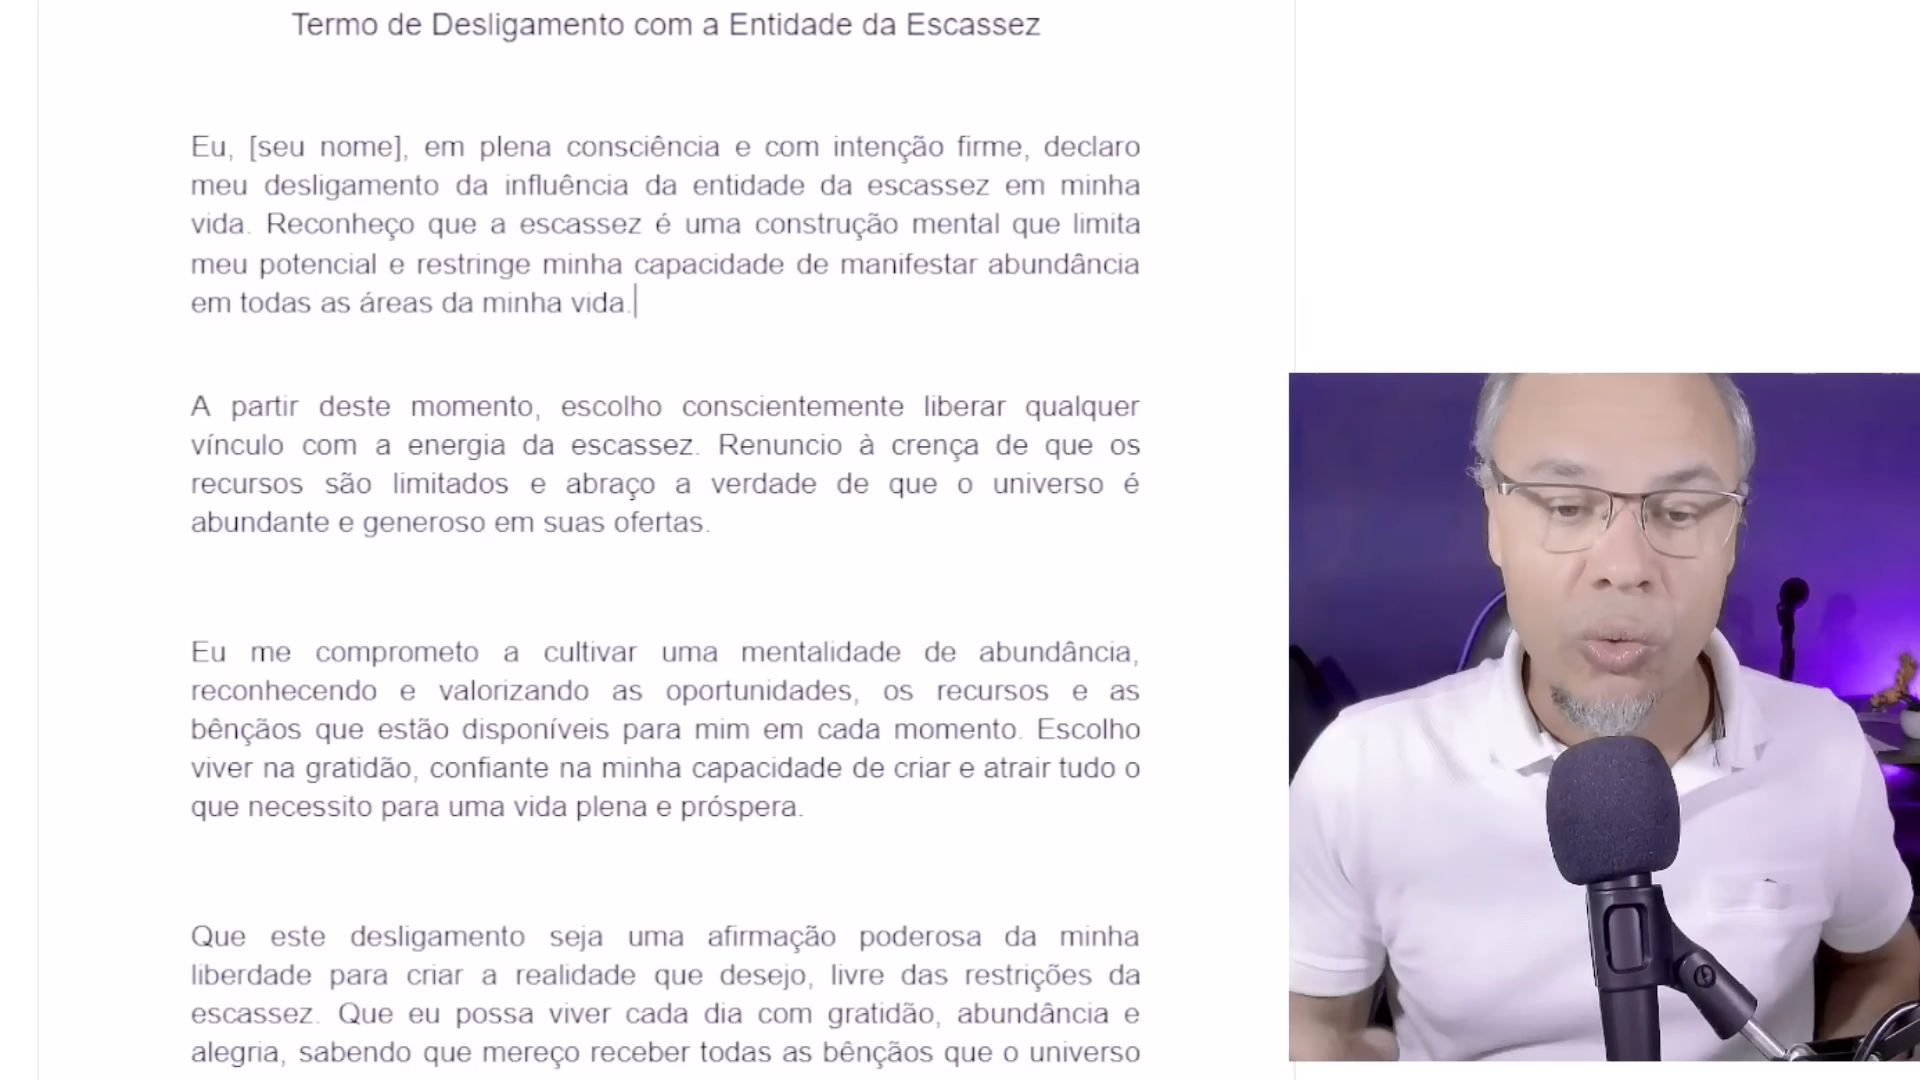 Termo de Desligamento com a Entidade da Escassez
Eu, [seu nome], em plena consciência e com intenção firme, declaro
meu desligamento da influência da entidade da escassez em minha
vida. Reconheço que a escassez é uma construção mental que limita
meu potencial e restringe minha capacidade de manifestar abundância
em todas as áreas da minha vida.
A partir deste momento, escolho conscientemente liberar qualquer
vínculo com a energia da escassez. Renuncio à crença de que os
recursos são limitados e abraço a verdade de que o universo é
abundante e generoso em suas ofertas.
Eu me comprometo a cultivar uma mentalidade de abundância,
reconhecendo e valorizando as oportunidades, os recursos e as
bênçãos que estão disponíveis para mim em cada momento. Escolho
viver na gratidão, confiante na minha capacidade de criar e atrair tudo o
que necessito para uma vida plena e próspera.
Que este desligamento seja uma afirmação poderosa da minha
liberdade para criar a realidade que desejo, livre das restrições da
escassez. Que eu possa viver cada dia com gratidão, abundância e
alegria, sabendo que mereço receber todas as bênçãos que o universo